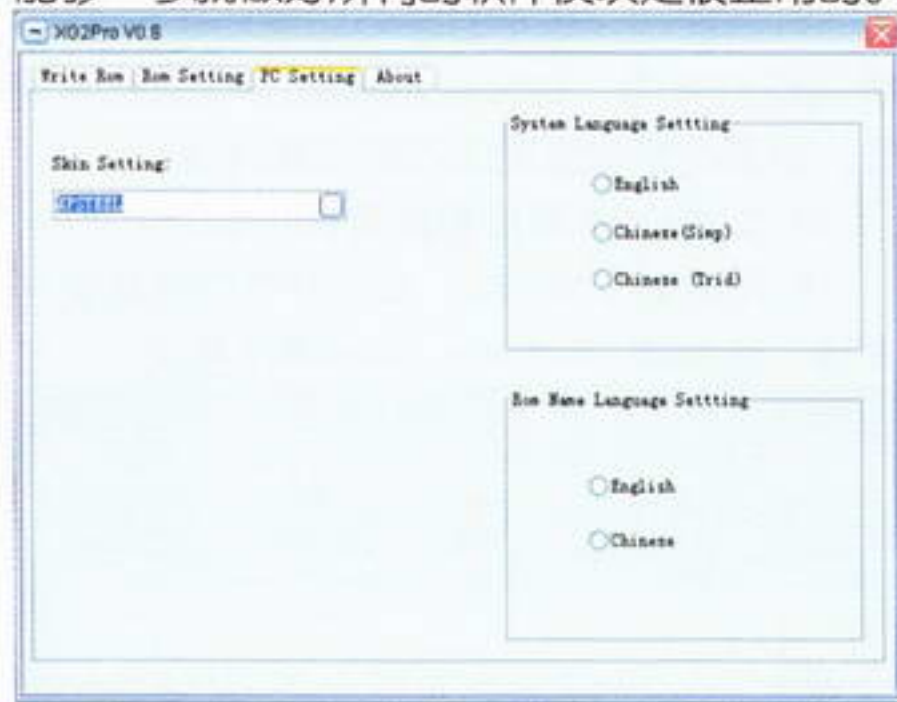 XG2Pro V0.8
Write Rom
Rom Setting
PC Setting
About
Skin Setting:
System Language Settting
English
Chinese(Simp)
Chinese (Trid)
Rom Name Language Settting
English
Chinese